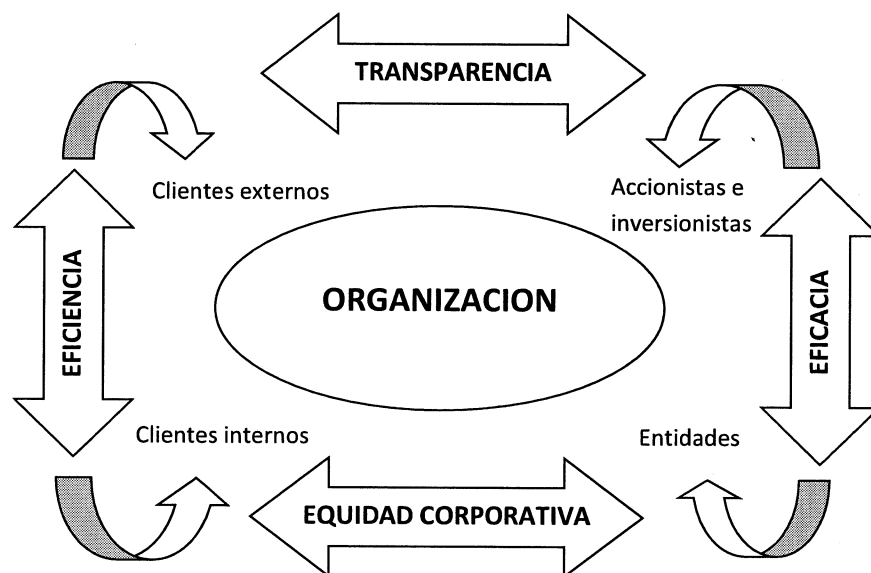 TRANSPARENCIA
Clientes externos
Accionistas e
inversionistas
EFICIENCIA
ORGANIZACION
EFICACIA
Clientes internos
Entidades
EQUIDAD CORPORATIVA